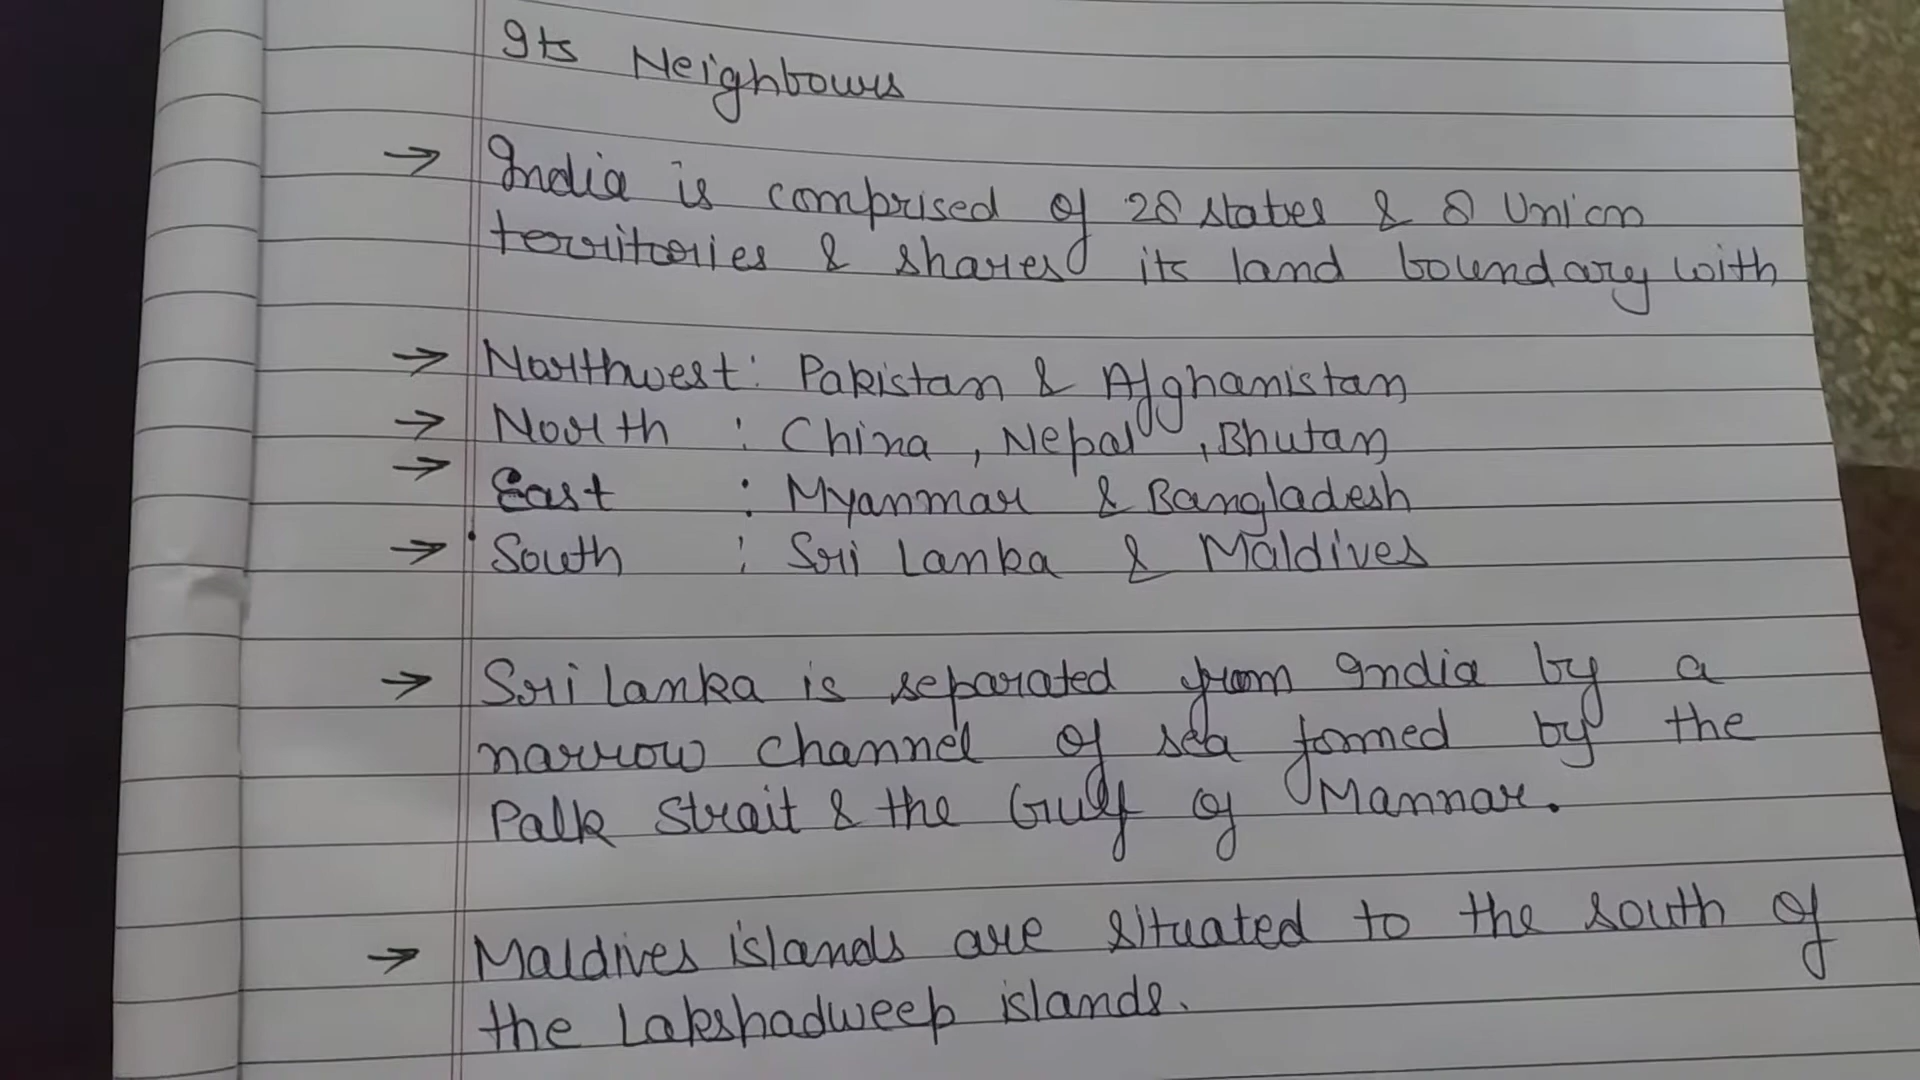 Its Neighbours
→ India is comprised of 28 states & 8 Union
territories & shares its land boundary with
→ Northwest: Pakistan & Afghanistan
→ North : China, Nepal, Bhutan
→ East : Myanmar & Bangladesh
→ South : Sri Lanka & Maldives
→ Sri Lanka is separated from India by a
narrow channel of sea formed by the
Palk Strait & the Gulf of Mannar.
→ Maldives islands are situated to the south of
the Lakshadweep islands.